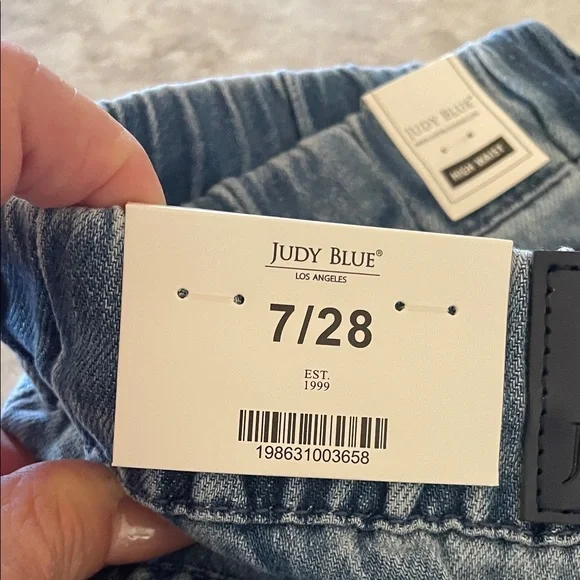 JUDY BLUE®
HIGH WAIST
JUDY BLUE®
LOS ANGELES
7/28
EST.
1999
198631003658
J